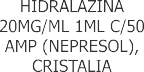 HIDRALAZINA
20MG/ML 1ML C/50
AMP (NEPRESOL),
CRISTALIA